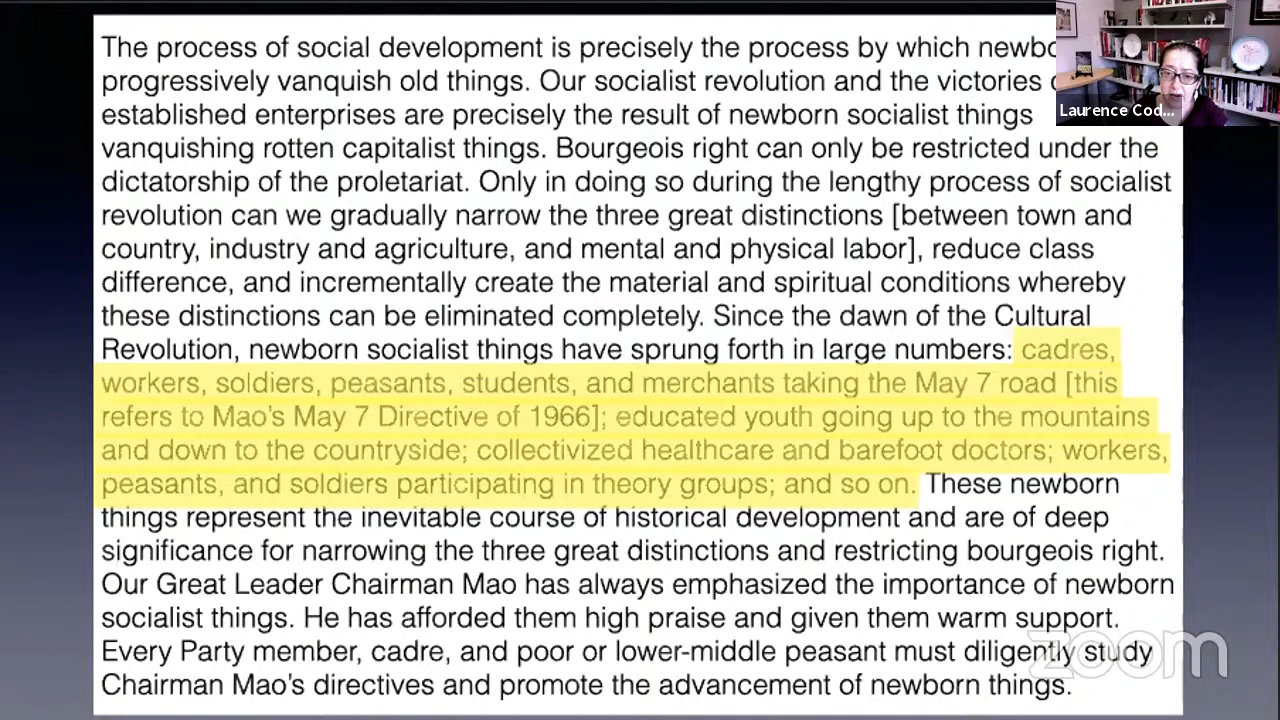 The process of social development is precisely the process by which newbo
progressively vanquish old things. Our socialist revolution and the victories
established enterprises are precisely the result of newborn socialist things
vanquishing rotten capitalist things. Bourgeois right can only be restricted under the
dictatorship of the proletariat. Only in doing so during the lengthy process of socialist
revolution can we gradually narrow the three great distinctions [between town and
country, industry and agriculture, and mental and physical labor], reduce class
difference, and incrementally create the material and spiritual conditions whereby
these distinctions can be eliminated completely. Since the dawn of the Cultural
Revolution, newborn socialist things have sprung forth in large numbers: cadres,
workers, soldiers, peasants, students, and merchants taking the May 7 road [this
refers to Mao’s May 7 Directive of 1966]; educated youth going up to the mountains
and down to the countryside; collectivized healthcare and barefoot doctors; workers,
peasants, and soldiers participating in theory groups; and so on. These newborn
things represent the inevitable course of historical development and are of deep
significance for narrowing the three great distinctions and restricting bourgeois right.
Our Great Leader Chairman Mao has always emphasized the importance of newborn
socialist things. He has afforded them high praise and given them warm support.
Every Party member, cadre, and poor or lower-middle peasant must diligently study
Chairman Mao’s directives and promote the advancement of newborn things.
Laurence Cod...
zoom